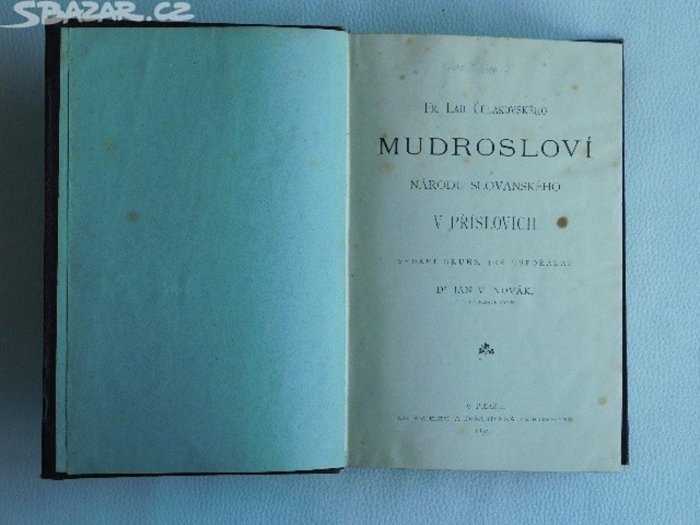 SBAZAR.CZ
FR. LAD. ČELAKOVSKÉHO
MUDROSLOVÍ
NÁRODU SLOVANSKÉHO
V PŘÍSLOVÍCH.
VYDÁNÍ DRUHÉ,
DR JAN V. NOVÁK,
V PRAZE.